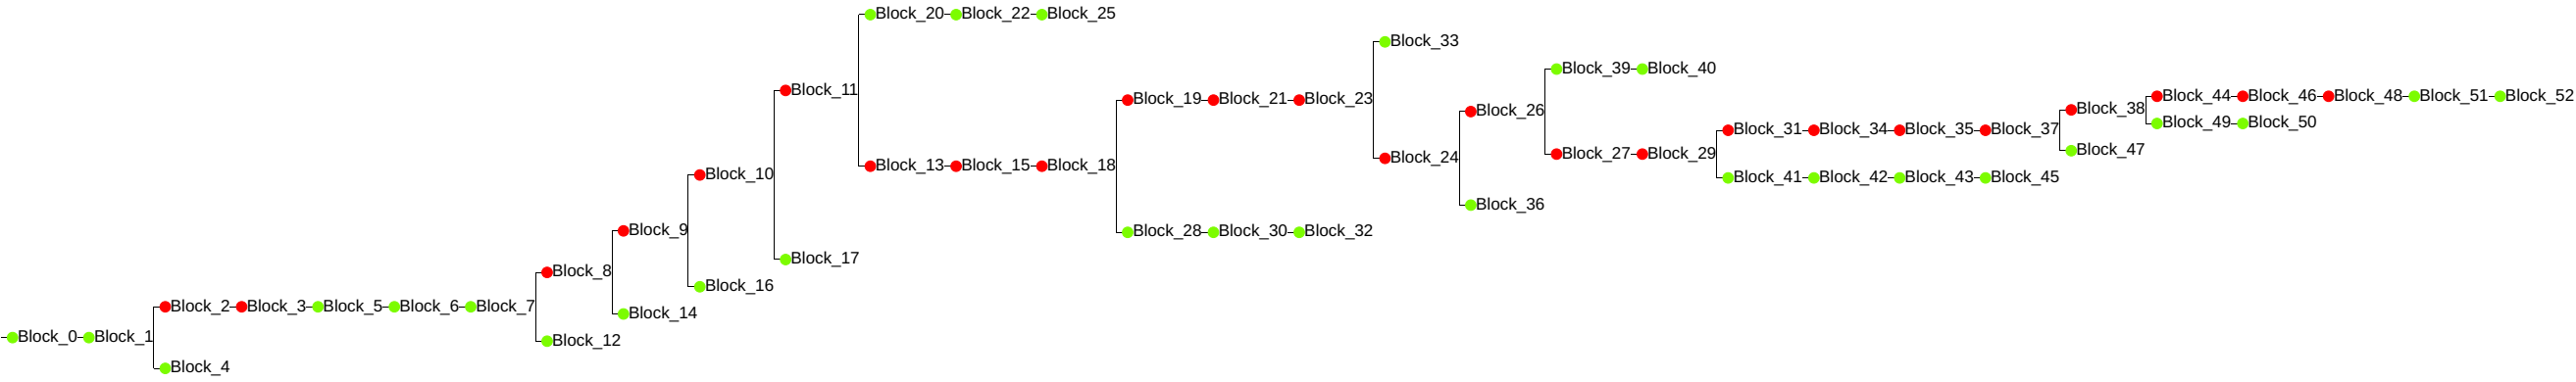 Block_20 Block_22 Block_25
Block_33
Block_39 Block_40
Block_11
Block_19 Block_21 Block_23
Block_26
Block_44 Block_46 Block_48 Block_51 Block_52
Block_38
Block_49 Block_50
Block_31 Block_34 Block_35 Block_37
Block_13 Block_15 Block_18
Block_24
Block_27 Block_29
Block_47
Block_10
Block_41 Block_42 Block_43 Block_45
Block_36
Block_9
Block_28 Block_30 Block_32
Block_17
Block_8
Block_16
Block_2 Block_3 Block_5 Block_6 Block_7
Block_14
Block_0 Block_1
Block_12
Block_4